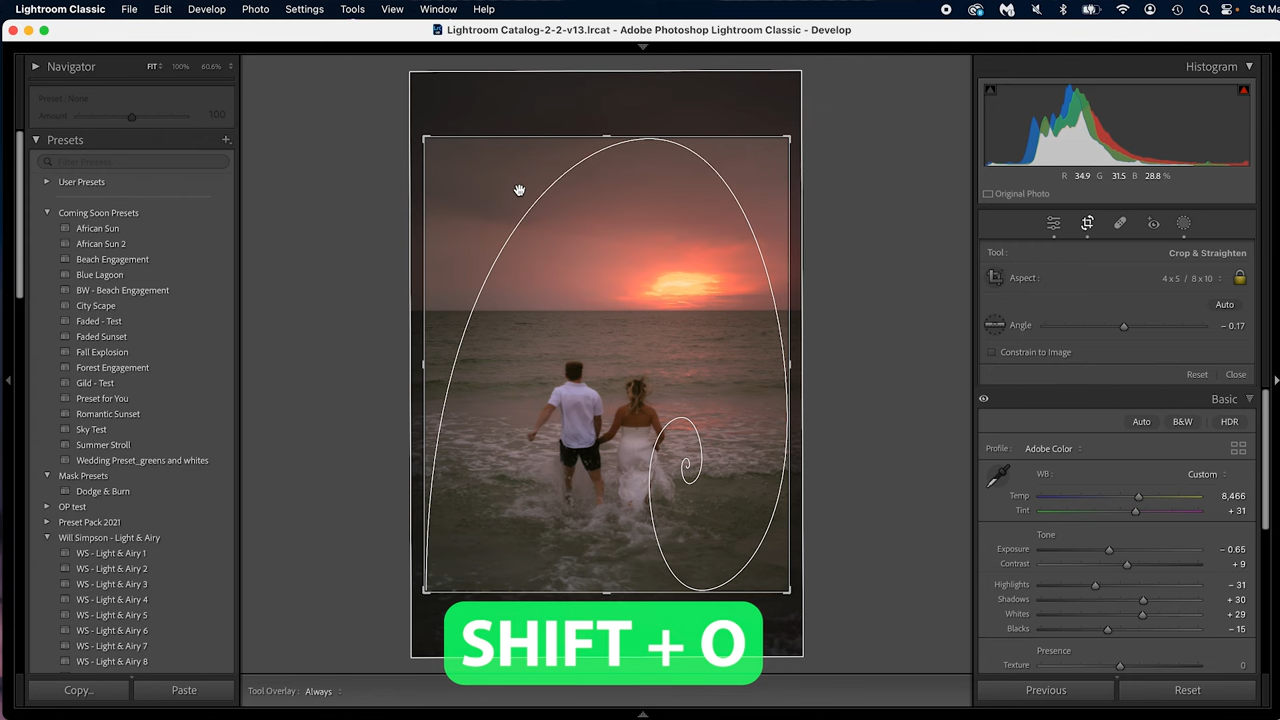 Lightroom Classic File Edit Develop Photo Settings Tools View Window Help Sat Ma
Lightroom Catalog-2-2-v13.lrcat - Adobe Photoshop Lightroom Classic - Develop
Navigator FIT 100% 60.6%
Preset: None
Amount 100
Presets
Filter Presets
User Presets
Coming Soon Presets
African Sun
African Sun 2
Beach Engagement
Blue Lagoon
BW - Beach Engagement
City Scape
Faded - Test
Faded Sunset
Fall Explosion
Forest Engagement
Gild - Test
Preset for You
Romantic Sunset
Sky Test
Summer Stroll
Wedding Preset_greens and whites
Mask Presets
Dodge & Burn
OP test
Preset Pack 2021
Will Simpson - Light & Airy
WS - Light & Airy 1
WS - Light & Airy 2
WS - Light & Airy 3
WS - Light & Airy 4
WS - Light & Airy 5
WS - Light & Airy 6
WS - Light & Airy 7
WS - Light & Airy 8
Copy... Paste
SHIFT + O
Tool Overlay: Always
Histogram
R 34.9 G 31.5 B 28.8 %
Original Photo
Tool : Crop & Straighten
Aspect : 4 x 5 / 8 x 10
Auto
Angle - 0.17
Constrain to Image
Reset Close
Basic
Auto B&W HDR
Profile : Adobe Color
WB : Custom
Temp 8,466
Tint + 31
Tone
Exposure - 0.65
Contrast + 9
Highlights - 31
Shadows + 30
Whites + 29
Blacks - 15
Presence
Texture 0
Previous Reset